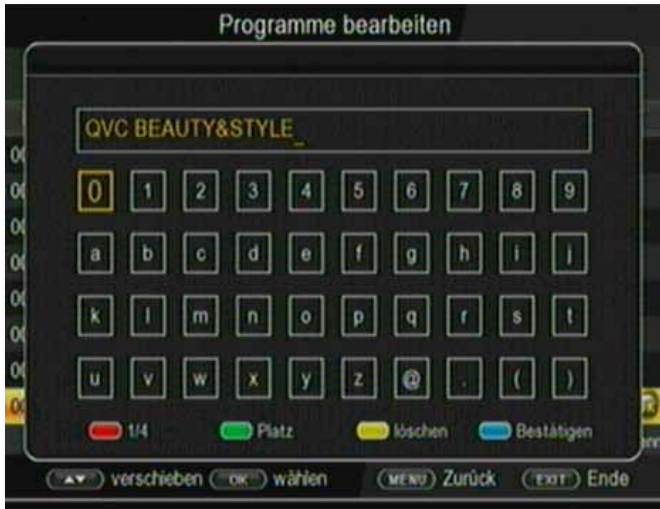 Programme bearbeiten
QVC BEAUTY&STYLE_
0 1 2 3 4 5 6 7 8 9
a b c d e f g h i j
k l m n o p q r s t
u v w x y z @ . ( )
1/4 Platz löschen Bestätigen
verschieben OK wählen MENU Zurück EXIT Ende